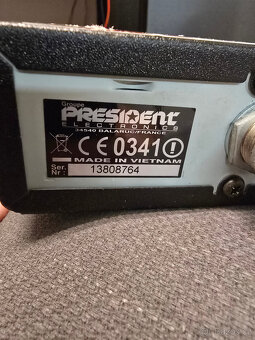 Groupe
PRESIDENT
ELECTRONICS
34540 BALARUC/FRANCE
CE 0341 !
MADE IN VIETNAM
Ser. Nr : 13808764